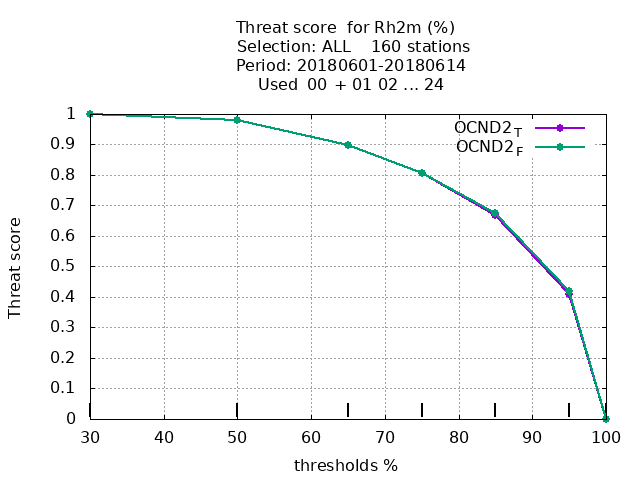 Threat score for Rh2m (%)
Selection: ALL 160 stations
Period: 20180601-20180614
Used 00 + 01 02 ... 24
OCND2T
OCND2F
1
0.9
0.8
0.7
0.6
0.5
0.4
0.3
0.2
0.1
0
Threat score
30 40 50 60 70 80 90 100
thresholds %